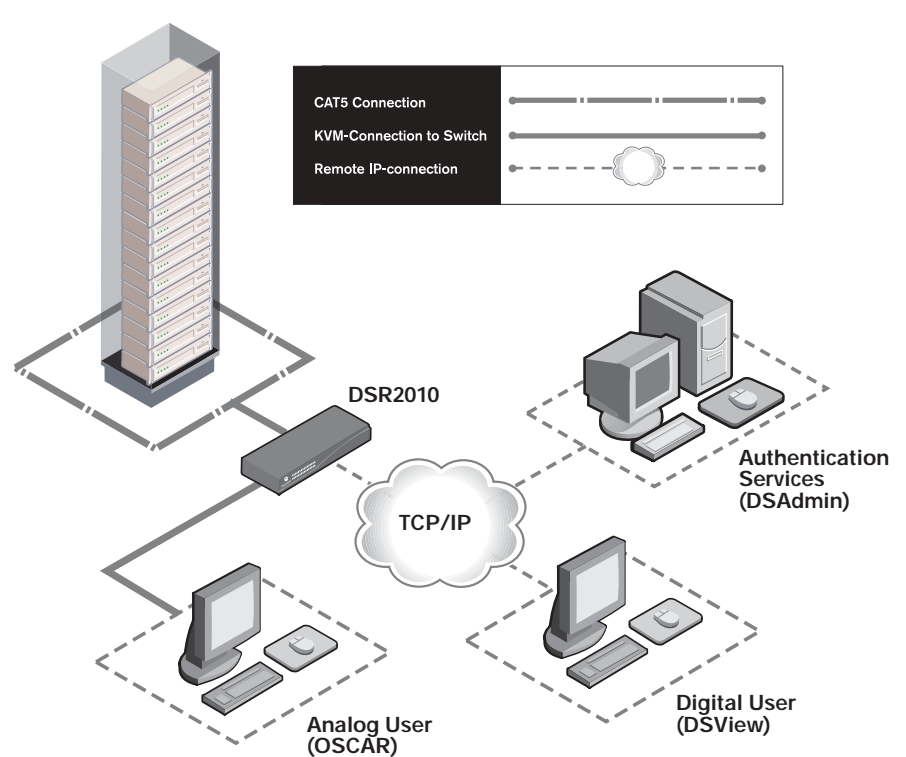 CAT5 Connection
KVM-Connection to Switch
Remote IP-connection
DSR2010
TCP/IP
Authentication
Services
(DSAdmin)
Digital User
(DSView)
Analog User
(OSCAR)